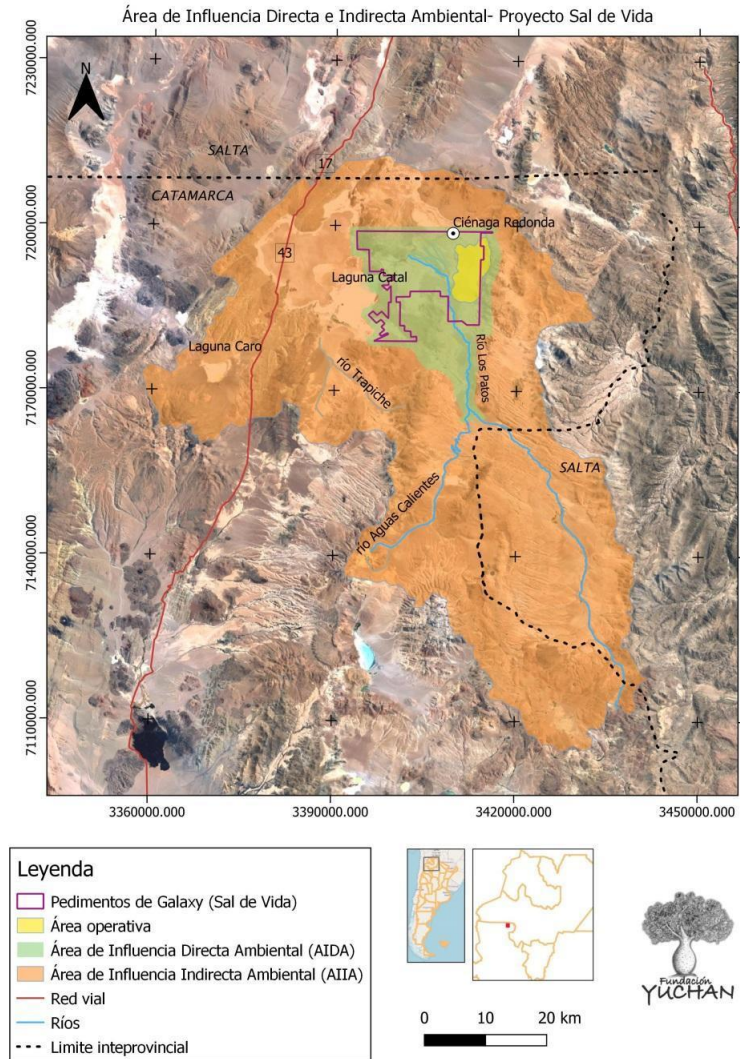 Área de Influencia Directa e Indirecta Ambiental- Proyecto Sal de Vida
7230000.000
7200000.000
7170000.000
7140000.000
7110000.000
N
SALTA
17
CATAMARCA
Ciénaga Redonda
43
Laguna Catal
Laguna Caro
río Trapiche
Río Los Patos
SALTA
río Aguas Calientes
3360000.000
3390000.000
3420000.000
3450000.000
Leyenda
Pedimentos de Galaxy (Sal de Vida)
Área operativa
Área de Influencia Directa Ambiental (AIDA)
Área de Influencia Indirecta Ambiental (AIIA)
Red vial
Ríos
Limite inteprovincial
0 10 20 km
Fundación
YUCHAN